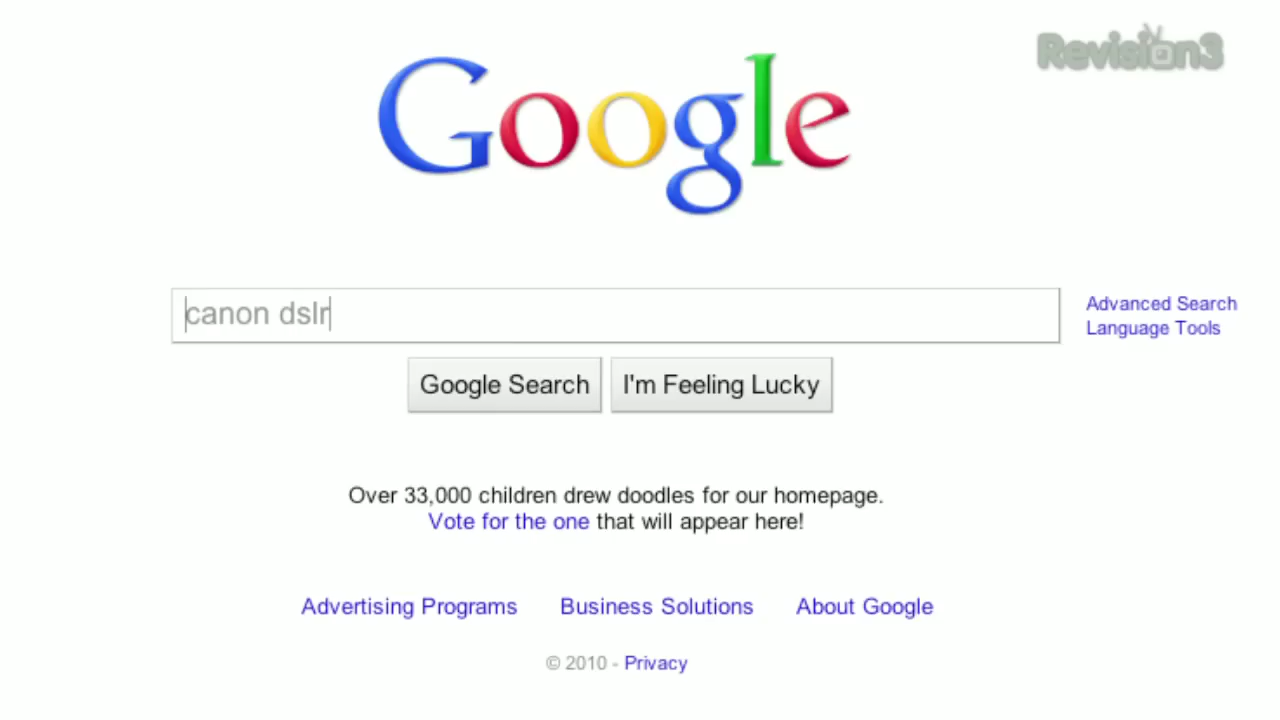 Revision3
Google
canon dslr
Advanced Search
Language Tools
Google Search
I'm Feeling Lucky
Over 33,000 children drew doodles for our homepage.
Vote for the one that will appear here!
Advertising Programs
Business Solutions
About Google
© 2010 - Privacy